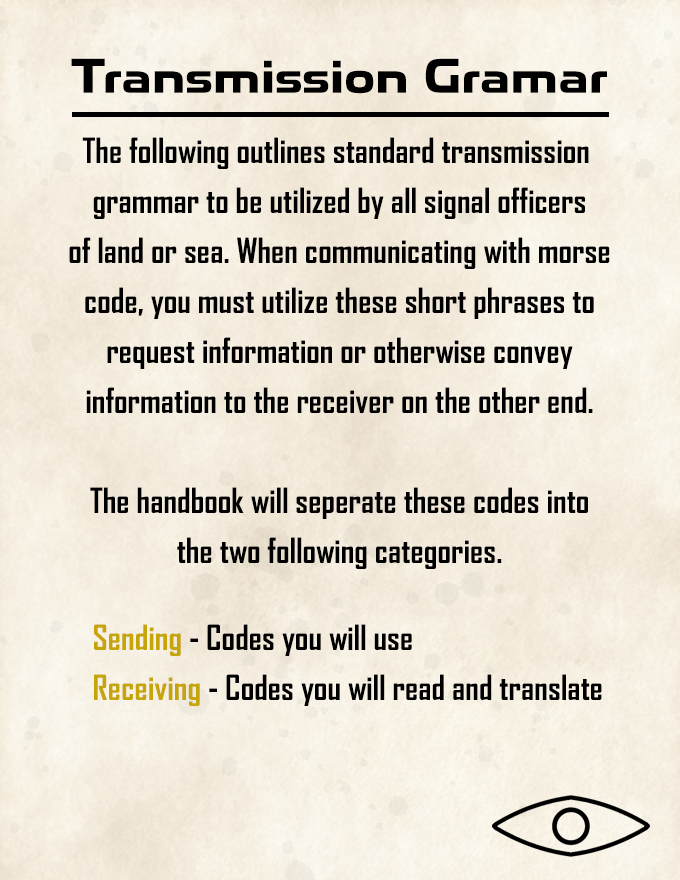 Transmission Gramar
The following outlines standard transmission
grammar to be utilized by all signal officers
of land or sea. When communicating with morse
code, you must utilize these short phrases to
request information or otherwise convey
information to the receiver on the other end.
The handbook will seperate these codes into
the two following categories.
Sending - Codes you will use
Receiving - Codes you will read and translate